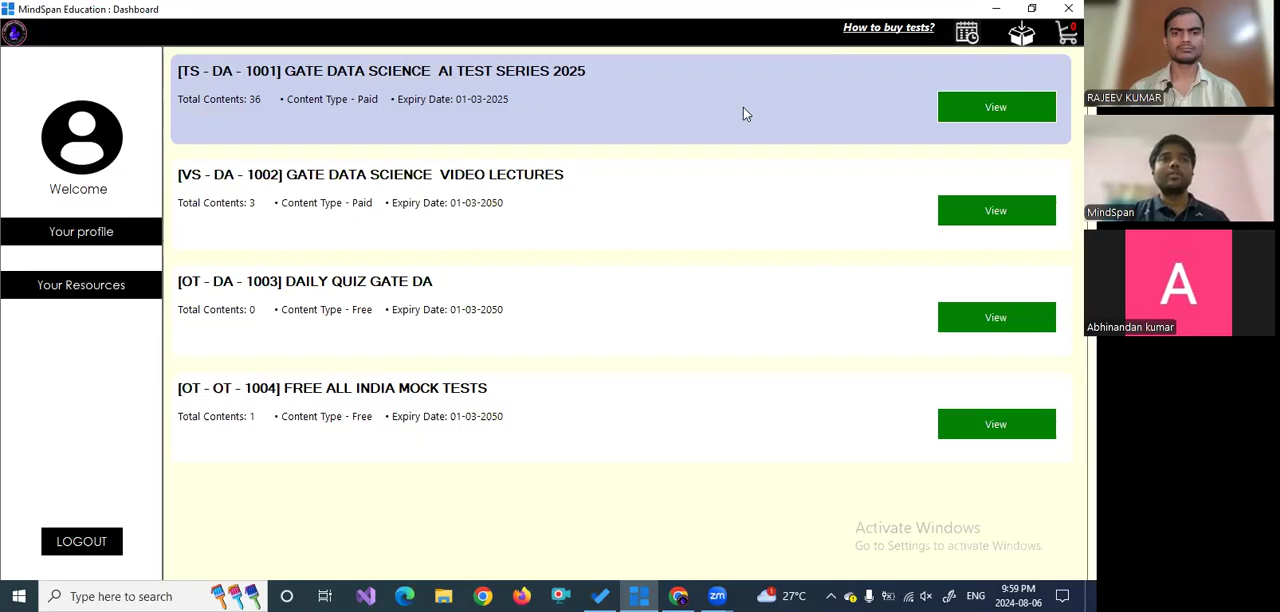 MindSpan Education : Dashboard
How to buy tests?
0
[TS - DA - 1001] GATE DATA SCIENCE AI TEST SERIES 2025
Total Contents: 36 • Content Type - Paid • Expiry Date: 01-03-2025
View
[VS - DA - 1002] GATE DATA SCIENCE VIDEO LECTURES
Total Contents: 3 • Content Type - Paid • Expiry Date: 01-03-2050
View
[OT - DA - 1003] DAILY QUIZ GATE DA
Total Contents: 0 • Content Type - Free • Expiry Date: 01-03-2050
View
[OT - OT - 1004] FREE ALL INDIA MOCK TESTS
Total Contents: 1 • Content Type - Free • Expiry Date: 01-03-2050
View
Welcome
Your profile
Your Resources
LOGOUT
RAJEEV KUMAR
MindSpan
A
Abhinandan kumar
Activate Windows
Go to Settings to activate Windows.
Type here to search
zm
1
27°C
ENG
9:59 PM
2024-08-06